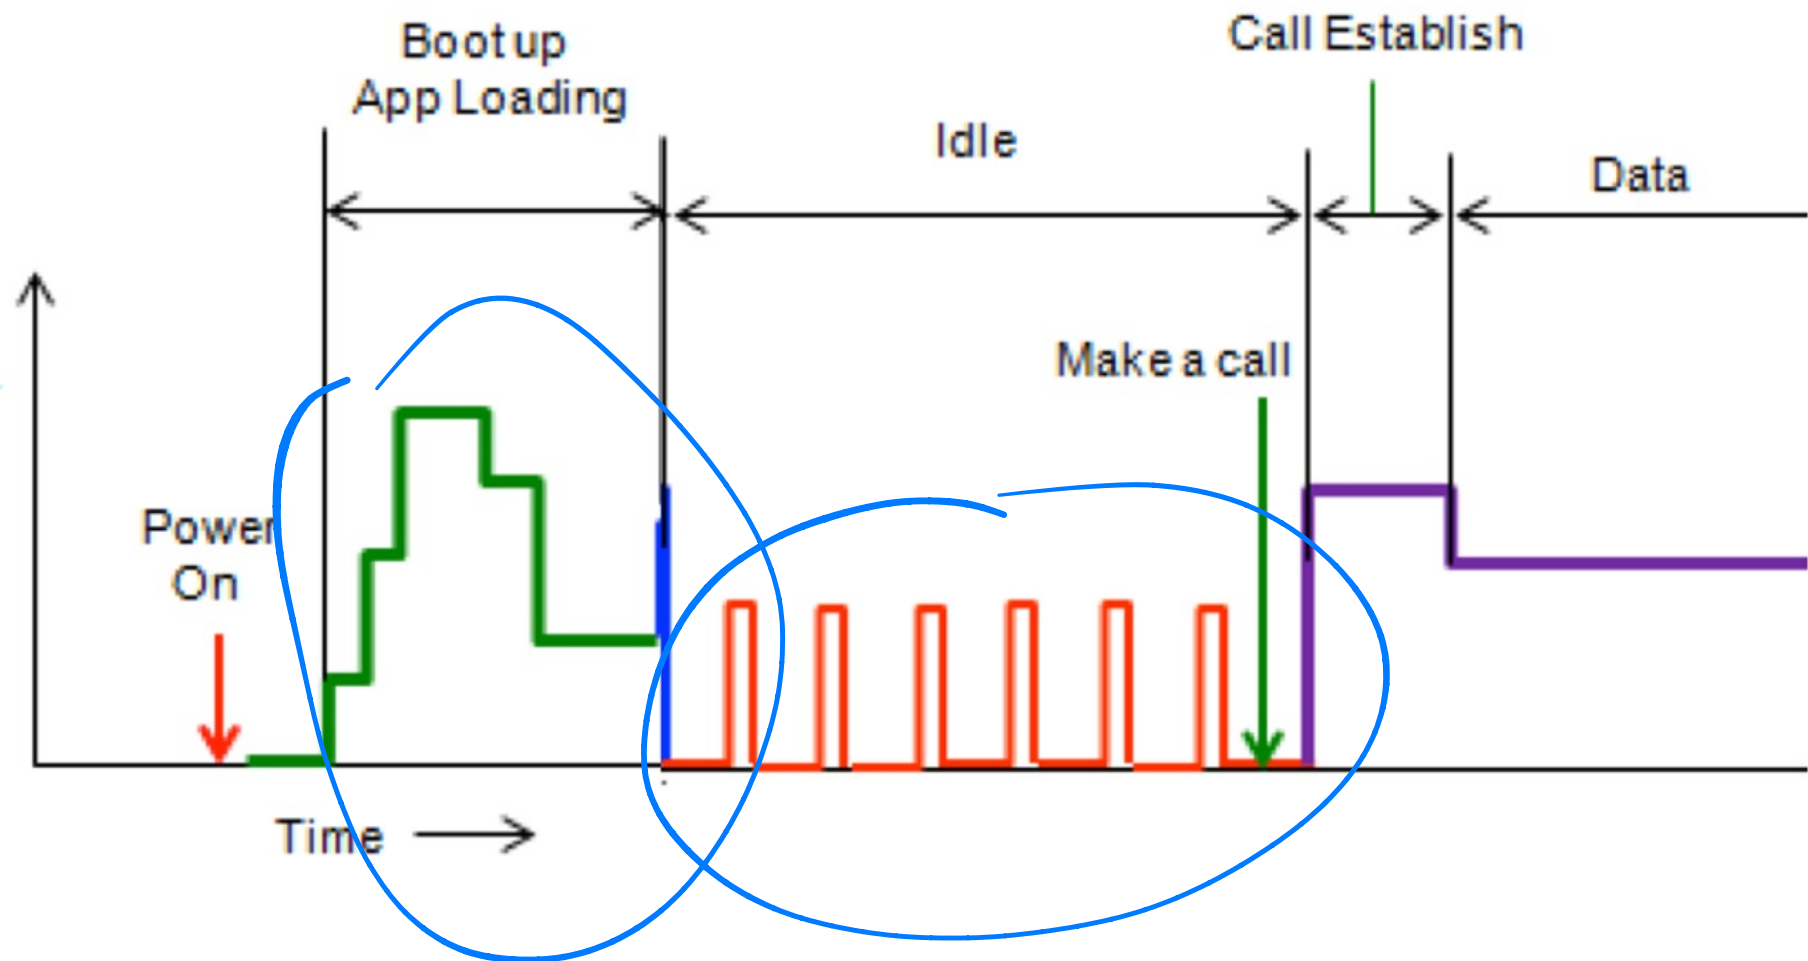 Boot up
App Loading
Call Establish
Idle
Data
Make a call
Power
On
Time